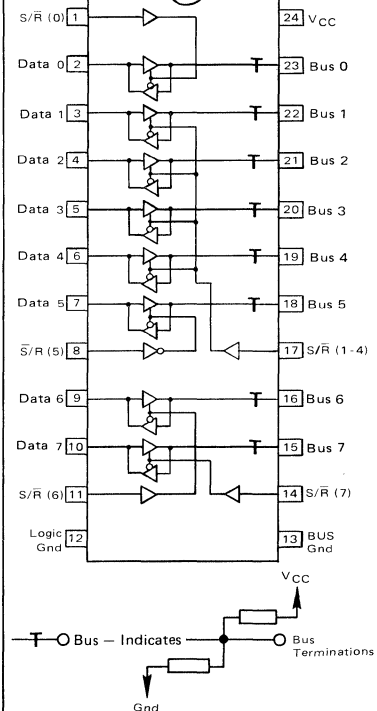 S/R̅ (0) 1 24 VCC
Data 0 2 23 Bus 0
Data 1 3 22 Bus 1
Data 2 4 21 Bus 2
Data 3 5 20 Bus 3
Data 4 6 19 Bus 4
Data 5 7 18 Bus 5
S̅/R (5) 8 17 S/R̅ (1-4)
Data 6 9 16 Bus 6
Data 7 10 15 Bus 7
S/R̅ (6) 11 14 S/R̅ (7)
Logic Gnd 12 13 BUS Gnd
VCC
T Bus – Indicates
Bus
Terminations
Gnd